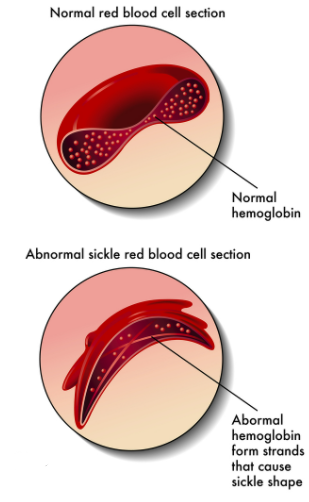 Normal red blood cell section
Normal
hemoglobin
Abnormal sickle red blood cell section
Abormal
hemoglobin
form strands
that cause
sickle shape